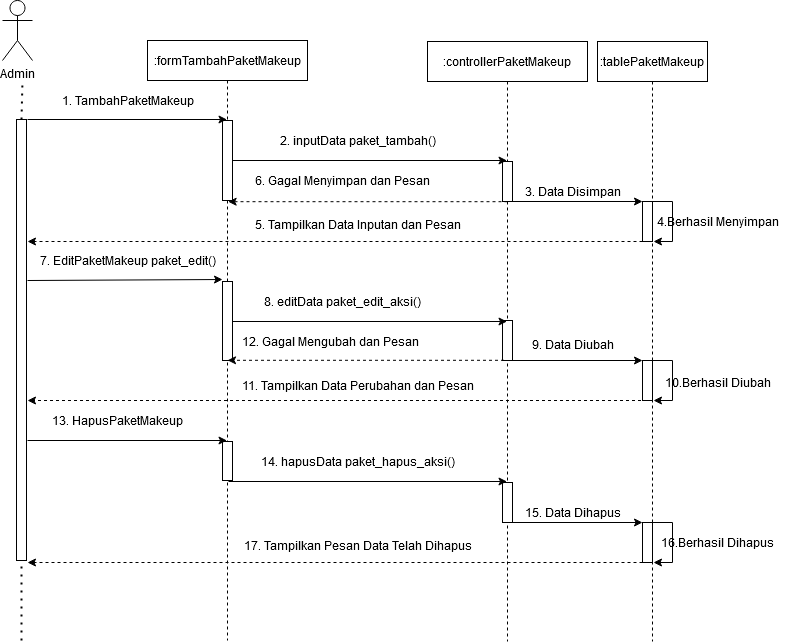 :formTambahPaketMakeup
:controllerPaketMakeup
:tablePaketMakeup
Admin
1. TambahPaketMakeup
2. inputData paket_tambah()
6. Gagal Menyimpan dan Pesan
3. Data Disimpan
5. Tampilkan Data Inputan dan Pesan
4.Berhasil Menyimpan
7. EditPaketMakeup paket_edit()
8. editData paket_edit_aksi()
12. Gagal Mengubah dan Pesan
9. Data Diubah
11. Tampilkan Data Perubahan dan Pesan
10.Berhasil Diubah
13. HapusPaketMakeup
14. hapusData paket_hapus_aksi()
15. Data Dihapus
17. Tampilkan Pesan Data Telah Dihapus
16.Berhasil Dihapus